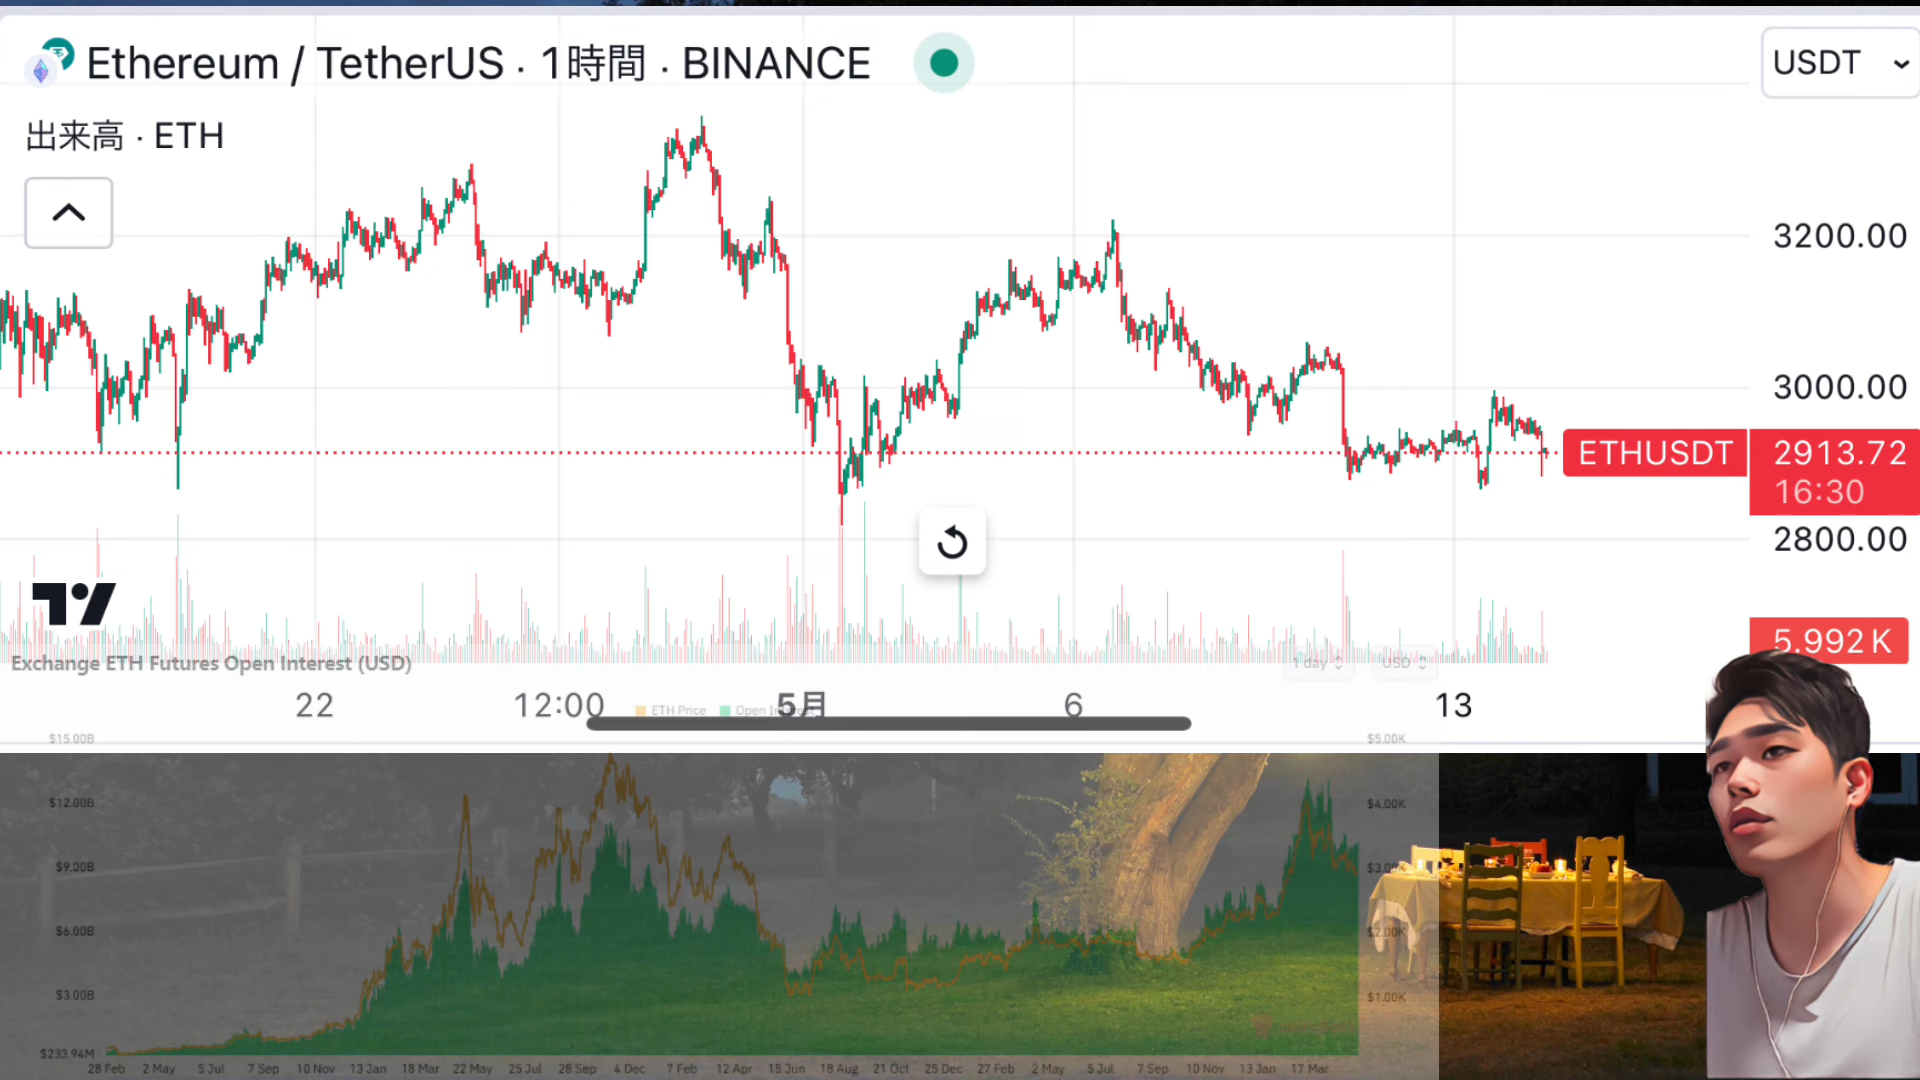 Ethereum / TetherUS · 1時間 · BINANCE
USDT
出来高 · ETH
3200.00
3000.00
ETHUSDT
2913.72
16:30
2800.00
5.992 K
Exchange ETH Futures Open Interest (USD)
1 day
USD
22
12:00
5月
6
13
ETH Price
$15.00B
$5.00K
$12.00B
$4.00K
$9.00B
$6.00B
$2.00K
$3.00B
$1.00K
$233.94M
28 Feb
2 May
5 Jul
7 Sep
10 Nov
13 Jan
18 Mar
22 May
25 Jul
28 Sep
4 Dec
7 Feb
12 Apr
15 Jun
18 Aug
21 Oct
25 Dec
27 Feb
2 May
5 Jul
7 Sep
10 Nov
13 Jan
17 Mar